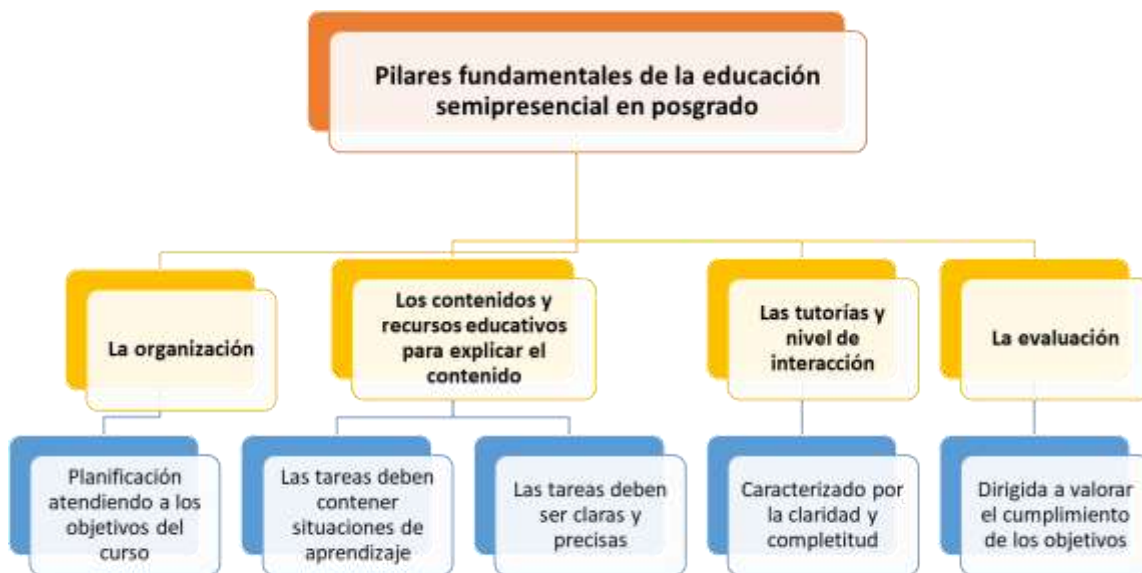 Pilares fundamentales de la educación
semipresencial en posgrado
La organización
Los contenidos y
recursos educativos
para explicar el
contenido
Las tutorías y
nivel de
interacción
La evaluación
Planificación
atendiendo a los
objetivos del
curso
Las tareas deben
contener
situaciones de
aprendizaje
Las tareas deben
ser claras y
precisas
Caracterizado por
la claridad y
completitud
Dirigida a valorar
el cumplimiento
de los objetivos